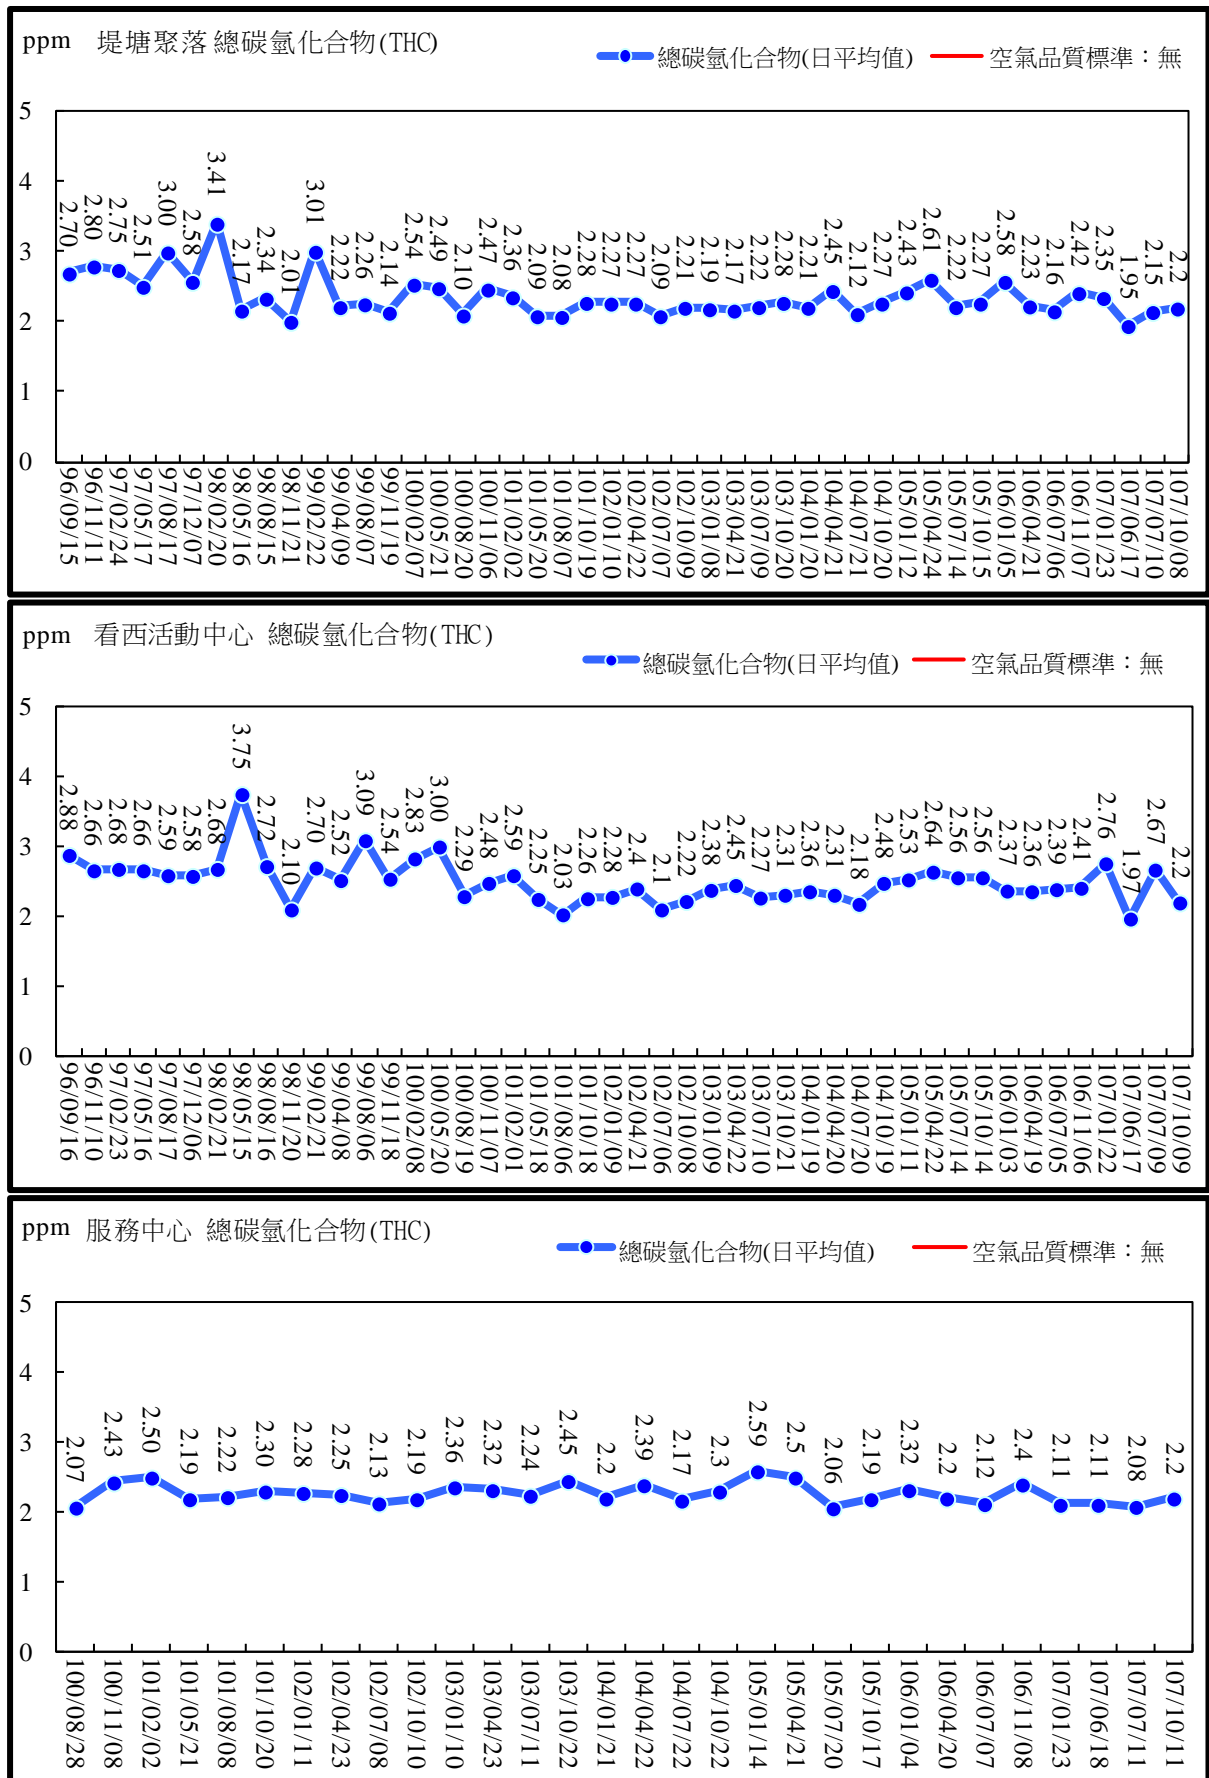 ppm 堤塘聚落 總碳氫化合物(THC)
總碳氫化合物(日平均值) 空氣品質標準：無
5
4
3
2
1
0
2.70 2.80 2.75 2.51 3.00 2.58 3.41 2.17 2.34 2.01 3.01 2.22 2.26 2.14 2.54 2.49 2.10 2.47 2.36 2.09 2.08 2.28 2.27 2.27 2.09 2.21 2.19 2.17 2.22 2.28 2.21 2.45 2.12 2.27 2.43 2.61 2.22 2.27 2.58 2.23 2.16 2.42 2.35 1.95 2.15 2.2
96/09/15 96/11/11 97/02/24 97/05/17 97/08/17 97/12/07 98/02/20 98/05/16 98/08/15 98/11/21 99/02/22 99/04/09 99/08/07 99/11/19 100/02/07 100/05/21 100/08/20 100/11/06 101/02/02 101/05/20 101/08/07 101/10/19 102/01/10 102/04/22 102/07/07 102/10/09 103/01/08 103/04/21 103/07/09 103/10/20 104/01/20 104/04/21 104/07/21 104/10/20 105/01/12 105/04/24 105/07/14 105/10/15 106/01/05 106/04/21 106/07/06 106/11/07 107/01/23 107/06/17 107/07/10 107/10/08
ppm 看西活動中心 總碳氫化合物(THC)
總碳氫化合物(日平均值) 空氣品質標準：無
5
4
3
2
1
0
2.88 2.66 2.68 2.66 2.59 2.58 2.68 3.75 2.72 2.10 2.70 2.52 3.09 2.54 2.83 3.00 2.29 2.48 2.59 2.25 2.03 2.26 2.28 2.4 2.1 2.22 2.38 2.45 2.27 2.31 2.36 2.31 2.18 2.48 2.53 2.64 2.56 2.56 2.37 2.36 2.39 2.41 2.76 1.97 2.67 2.2
96/09/16 96/11/10 97/02/23 97/05/16 97/08/17 97/12/06 98/02/21 98/05/15 98/08/16 98/11/20 99/02/21 99/04/08 99/08/06 99/11/18 100/02/08 100/05/20 100/08/19 100/11/07 101/02/01 101/05/18 101/08/06 101/10/18 102/01/09 102/04/21 102/07/06 102/10/08 103/01/09 103/04/22 103/07/10 103/10/21 104/01/19 104/04/20 104/07/20 104/10/19 105/01/11 105/04/22 105/07/14 105/10/14 106/01/03 106/04/19 106/07/05 106/11/06 107/01/22 107/06/17 107/07/09 107/10/09
ppm 服務中心 總碳氫化合物(THC)
總碳氫化合物(日平均值) 空氣品質標準：無
5
4
3
2
1
0
2.07 2.43 2.50 2.19 2.22 2.30 2.28 2.25 2.13 2.19 2.36 2.32 2.24 2.45 2.2 2.39 2.17 2.3 2.59 2.5 2.06 2.19 2.32 2.2 2.12 2.4 2.11 2.11 2.08 2.2
100/08/28 100/11/08 101/02/02 101/05/21 101/08/08 101/10/20 102/01/11 102/04/23 102/07/08 102/10/10 103/01/10 103/04/23 103/07/11 103/10/22 104/01/21 104/04/22 104/07/22 104/10/22 105/01/14 105/04/21 105/07/20 105/10/17 106/01/04 106/04/20 106/07/07 106/11/08 107/01/23 107/06/18 107/07/11 107/10/11